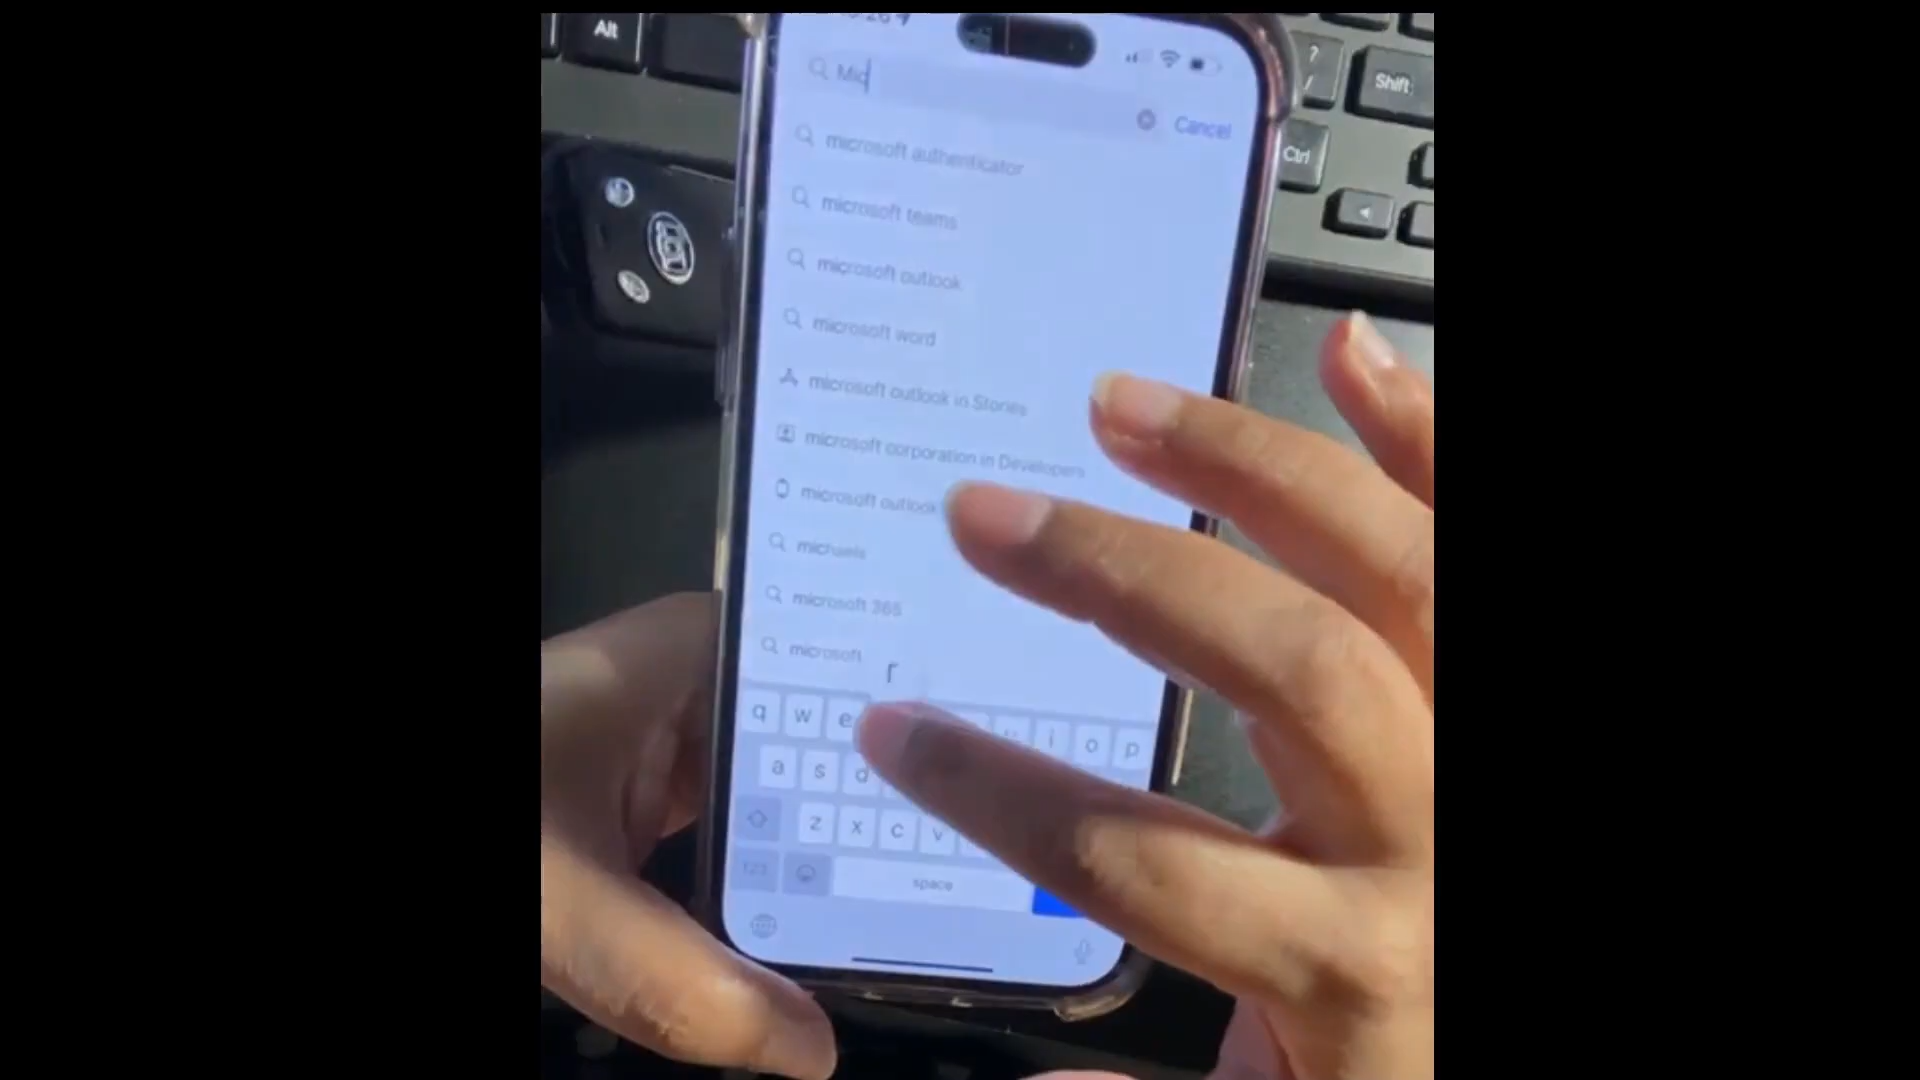 Alt
?
/
Shift
Ctrl
Mic
Cancel
microsoft authenticator
microsoft teams
microsoft outlook
microsoft word
microsoft outlook in Stories
microsoft corporation in Developers
microsoft outlook
michaels
microsoft 365
microsoft
r
q w e i o p
a s d
z x c v
123 space